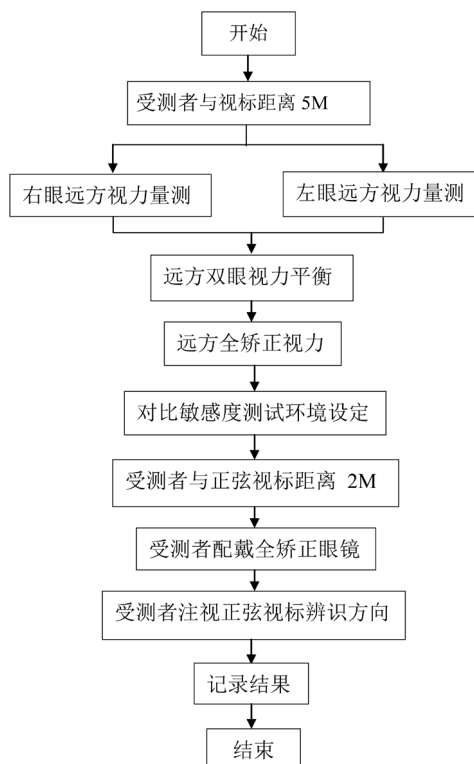 开始
受测者与视标距离 5M
右眼远方视力量测
左眼远方视力量测
远方双眼视力平衡
远方全矫正视力
对比敏感度测试环境设定
受测者与正弦视标距离 2M
受测者配戴全矫正眼镜
受测者注视正弦视标辨识方向
记录结果
结束